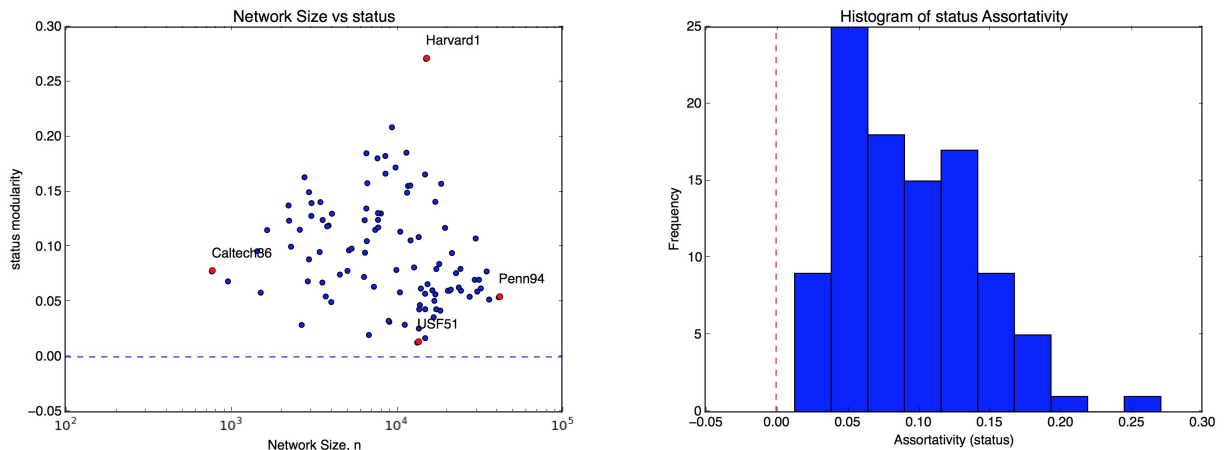 Network Size vs status
0.30
0.25
0.20
0.15
0.10
0.05
0.00
−0.05
status modularity
Harvard1
Caltech36
Penn94
USF51
10²
10³
10⁴
10⁵
Network Size, n
Histogram of status Assortativity
25
20
15
10
5
0
Frequency
−0.05
0.00
0.05
0.10
0.15
0.20
0.25
0.30
Assortativity (status)